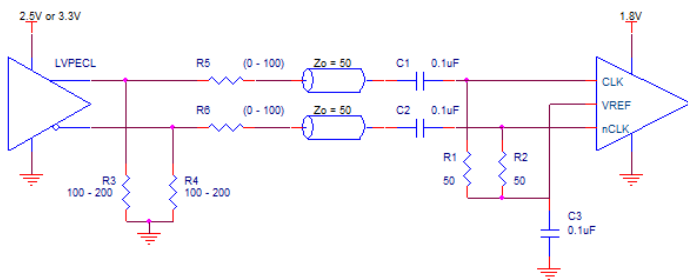 2.5V or 3.3V
1.8V
LVPECL
R5
(0 - 100)
Zo = 50
C1
0.1uF
CLK
R6
(0 - 100)
Zo = 50
C2
0.1uF
VREF
nCLK
R1
50
R2
50
R3
100 - 200
R4
100 - 200
C3
0.1uF